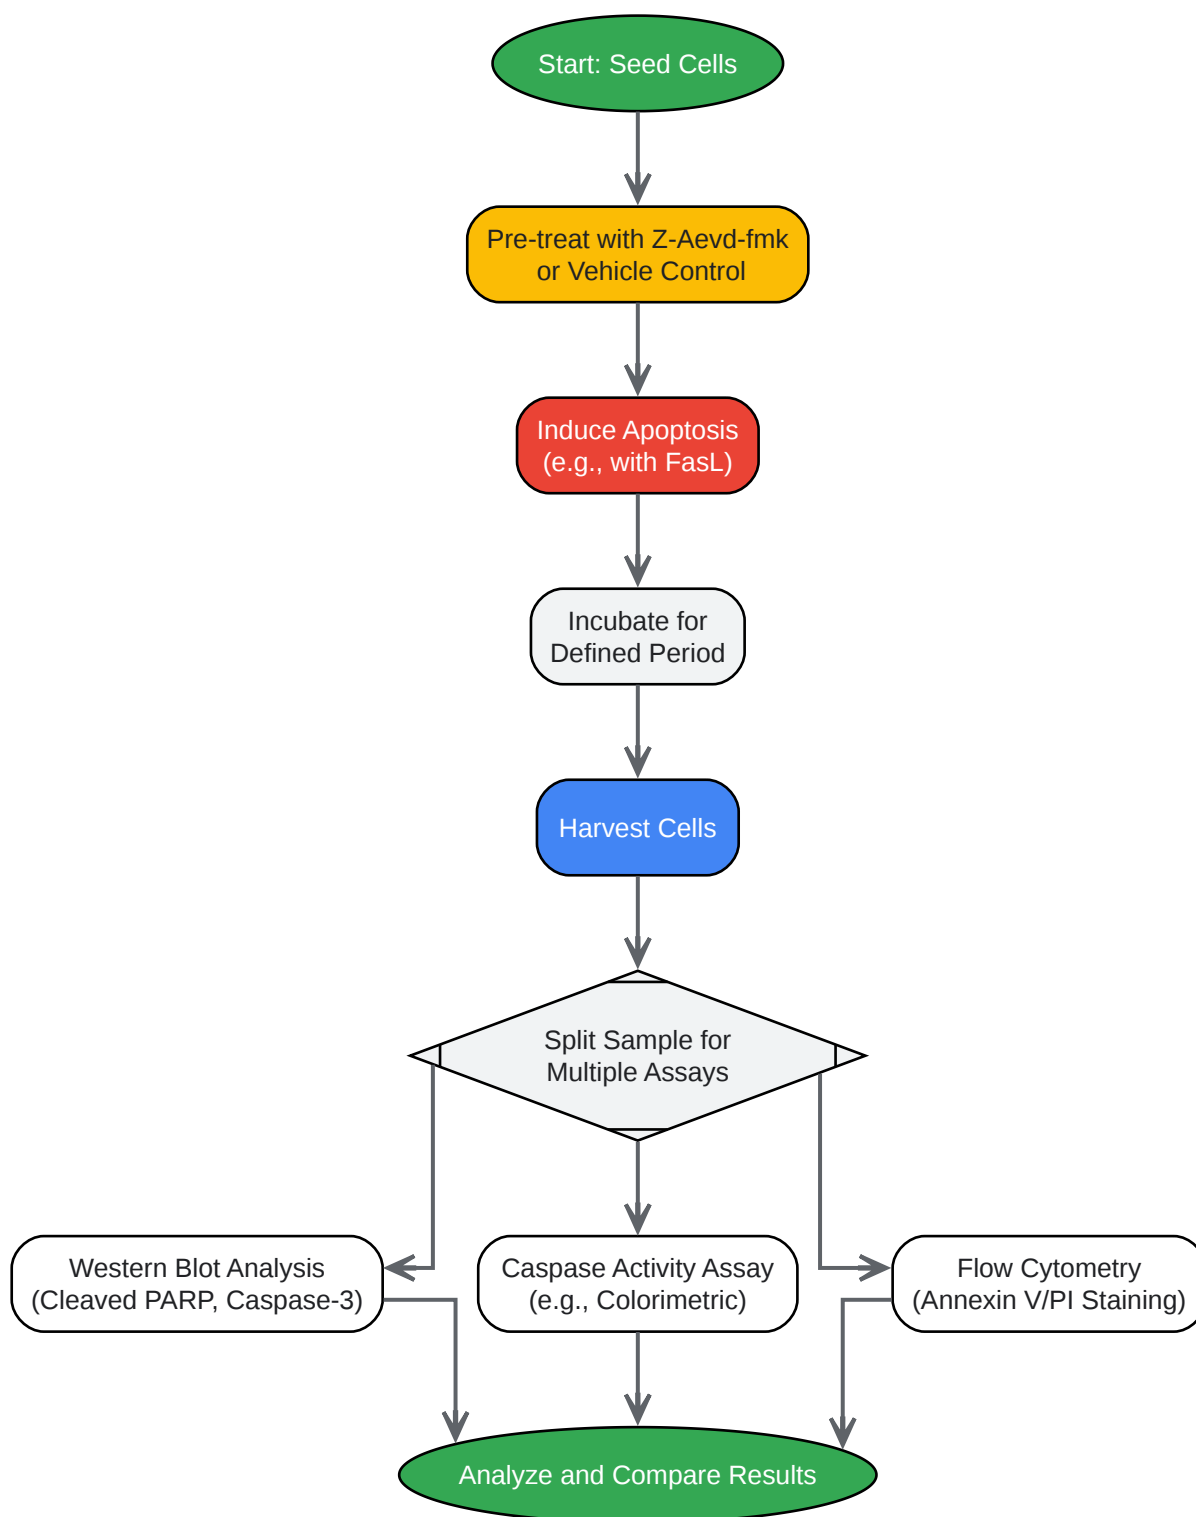 Start: Seed Cells
Pre-treat with Z-Aevd-fmk
or Vehicle Control
Induce Apoptosis
(e.g., with FasL)
Incubate for
Defined Period
Harvest Cells
Split Sample for
Multiple Assays
Western Blot Analysis
(Cleaved PARP, Caspase-3)
Caspase Activity Assay
(e.g., Colorimetric)
Flow Cytometry
(Annexin V/PI Staining)
Analyze and Compare Results